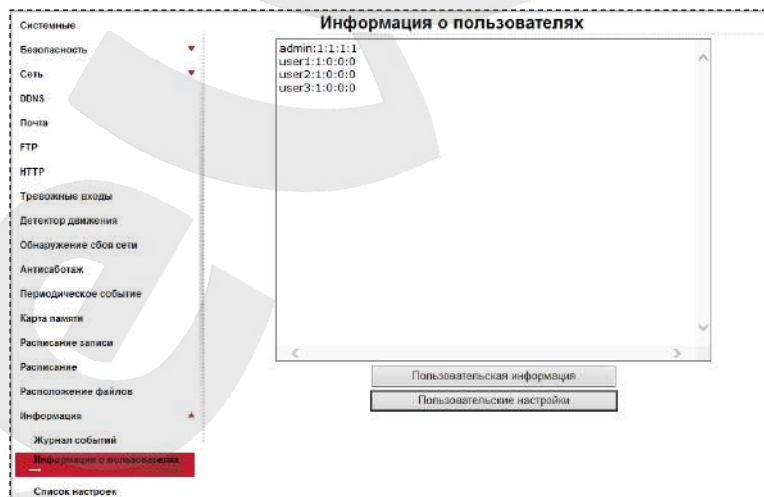 Информация о пользователях
Системные
Безопасность
Сеть
DDNS
Почта
FTP
HTTP
Тревожные входы
Детектор движения
Обнаружение сбоя сети
Антисаботаж
Периодическое событие
Карта памяти
Расписание записи
Расписание
Расположение файлов
Информация
Журнал событий
Информация о пользователях
Список настроек
admin:1:1:1:1
user1:1:0:0:0
user2:1:0:0:0
user3:1:0:0:0
Пользовательская информация
Пользовательские настройки